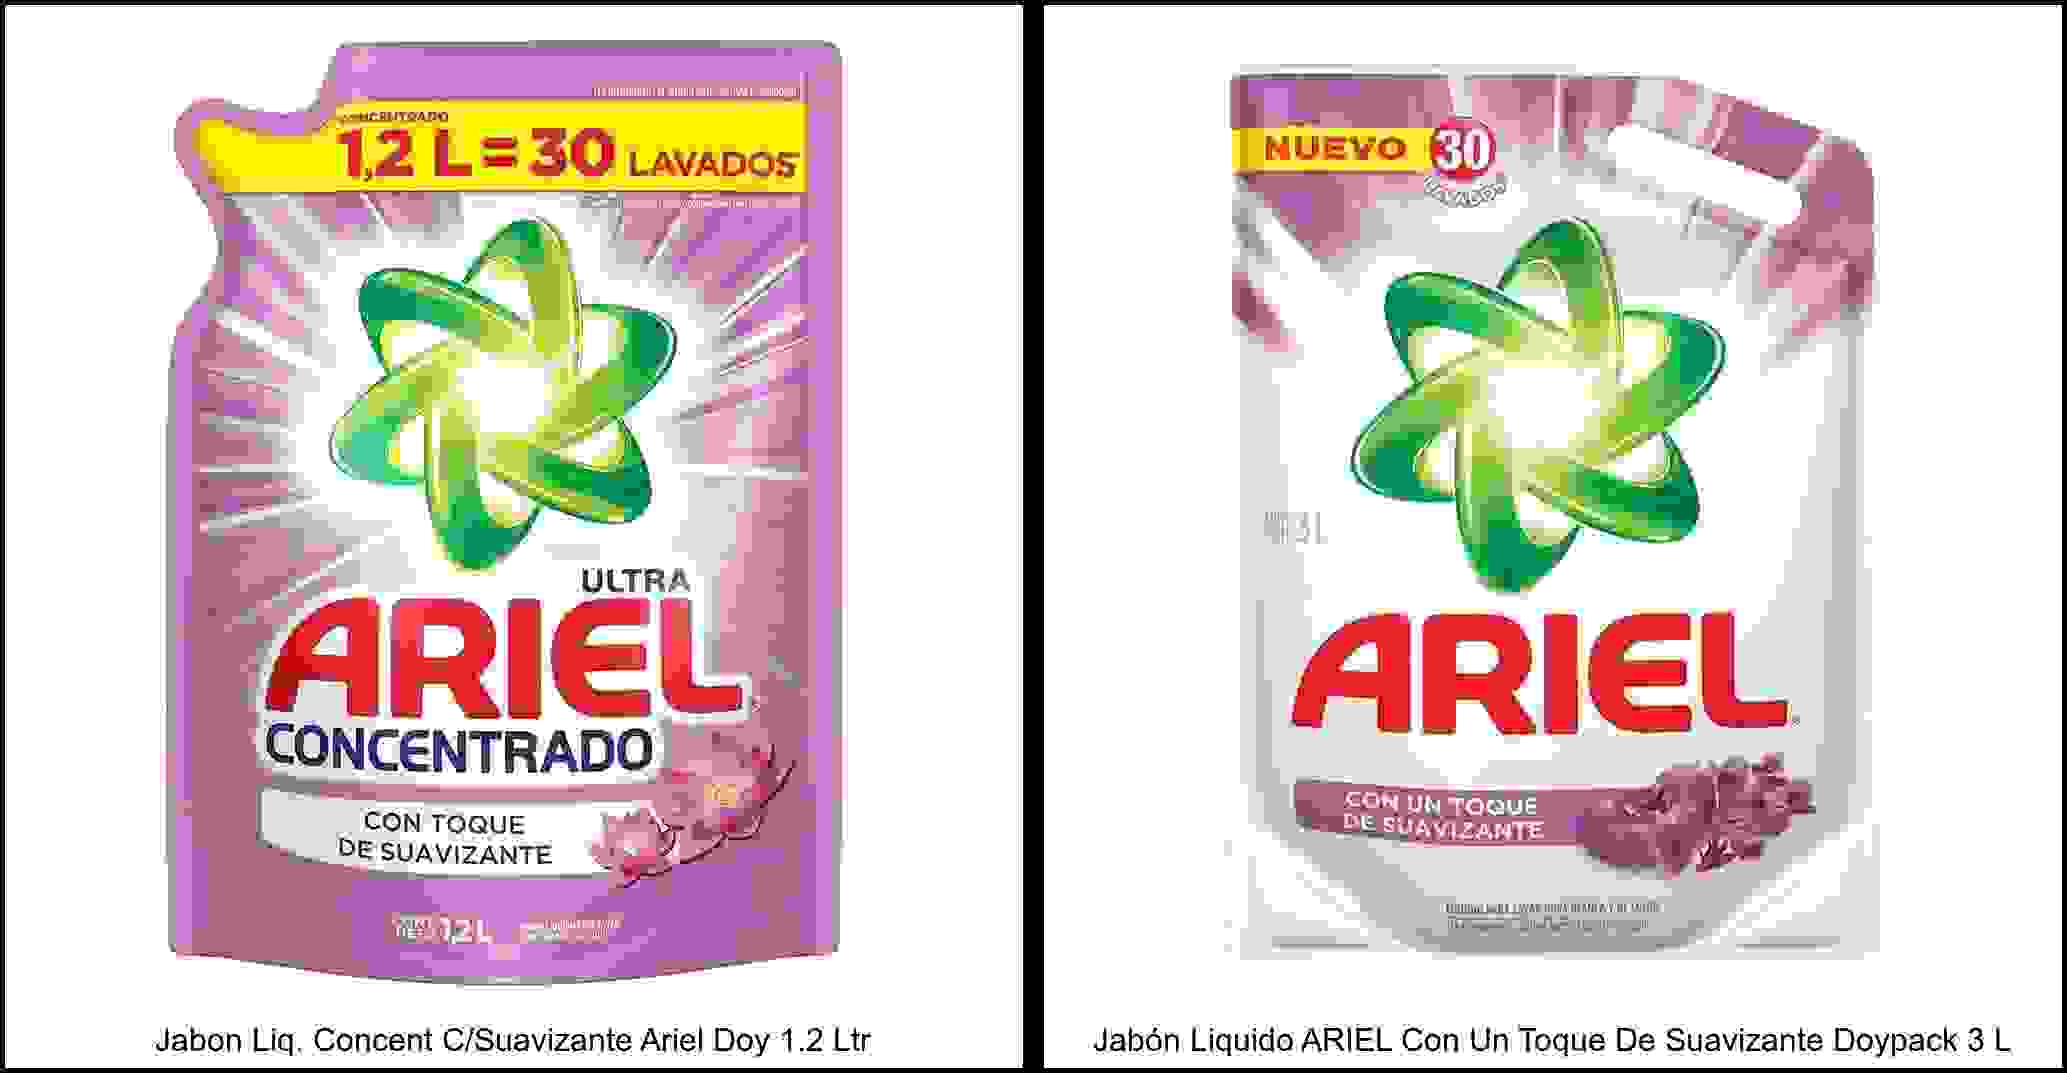 CONCENTRADO
1,2 L = 30 LAVADOS
ULTRA
ARIEL
CONCENTRADO
CON TOQUE
DE SUAVIZANTE
1,2 L
Jabon Liq. Concent C/Suavizante Ariel Doy 1.2 Ltr
NUEVO 30
LAVADOS
3 L
ARIEL
CON UN TOQUE
DE SUAVIZANTE
Jabón Liquido ARIEL Con Un Toque De Suavizante Doypack 3 L